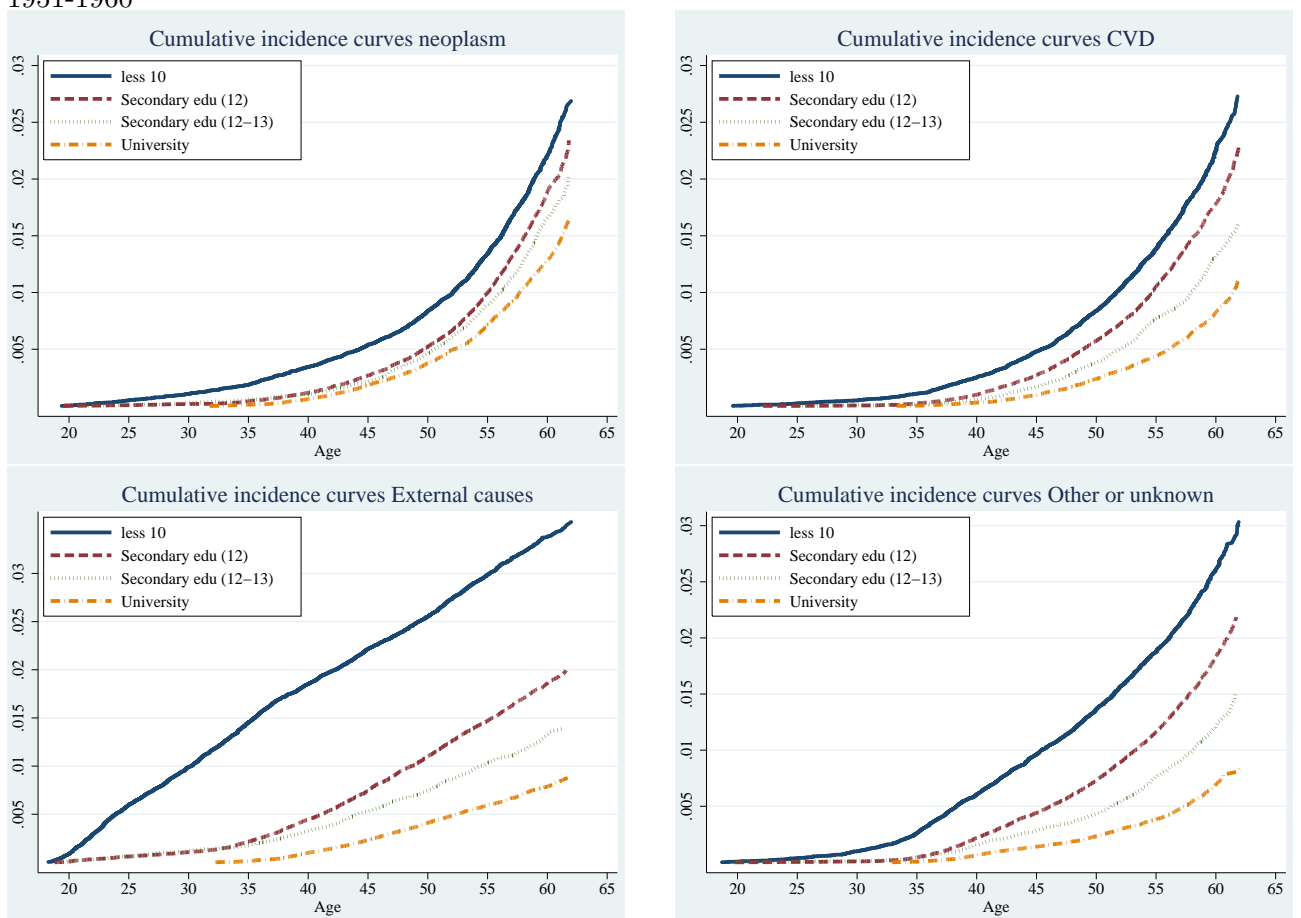 1951-1960
Cumulative incidence curves neoplasm
less 10
Secondary edu (12)
Secondary edu (12–13)
University
.03
.025
.02
.015
.01
.005
20 25 30 35 40 45 50 55 60 65
Age
Cumulative incidence curves CVD
less 10
Secondary edu (12)
Secondary edu (12–13)
University
.03
.025
.02
.015
.01
.005
20 25 30 35 40 45 50 55 60 65
Age
Cumulative incidence curves External causes
less 10
Secondary edu (12)
Secondary edu (12–13)
University
.03
.025
.02
.015
.01
.005
20 25 30 35 40 45 50 55 60 65
Age
Cumulative incidence curves Other or unknown
less 10
Secondary edu (12)
Secondary edu (12–13)
University
.03
.025
.02
.015
.01
.005
20 25 30 35 40 45 50 55 60 65
Age